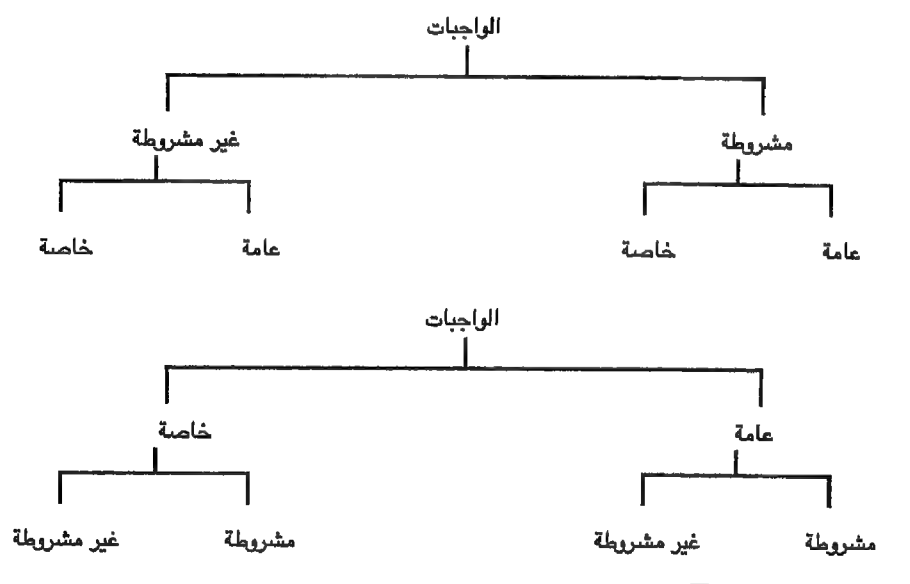 الواجبات
مشروطة غير مشروطة
عامة خاصة عامة خاصة
الواجبات
عامة خاصة
مشروطة غير مشروطة مشروطة غير مشروطة